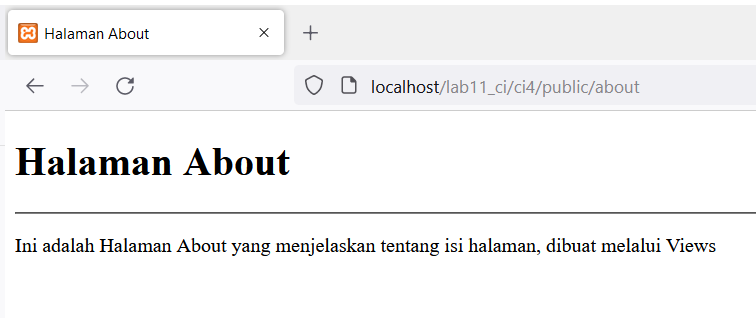 Halaman About
localhost/lab11_ci/ci4/public/about
Halaman About
Ini adalah Halaman About yang menjelaskan tentang isi halaman, dibuat melalui Views